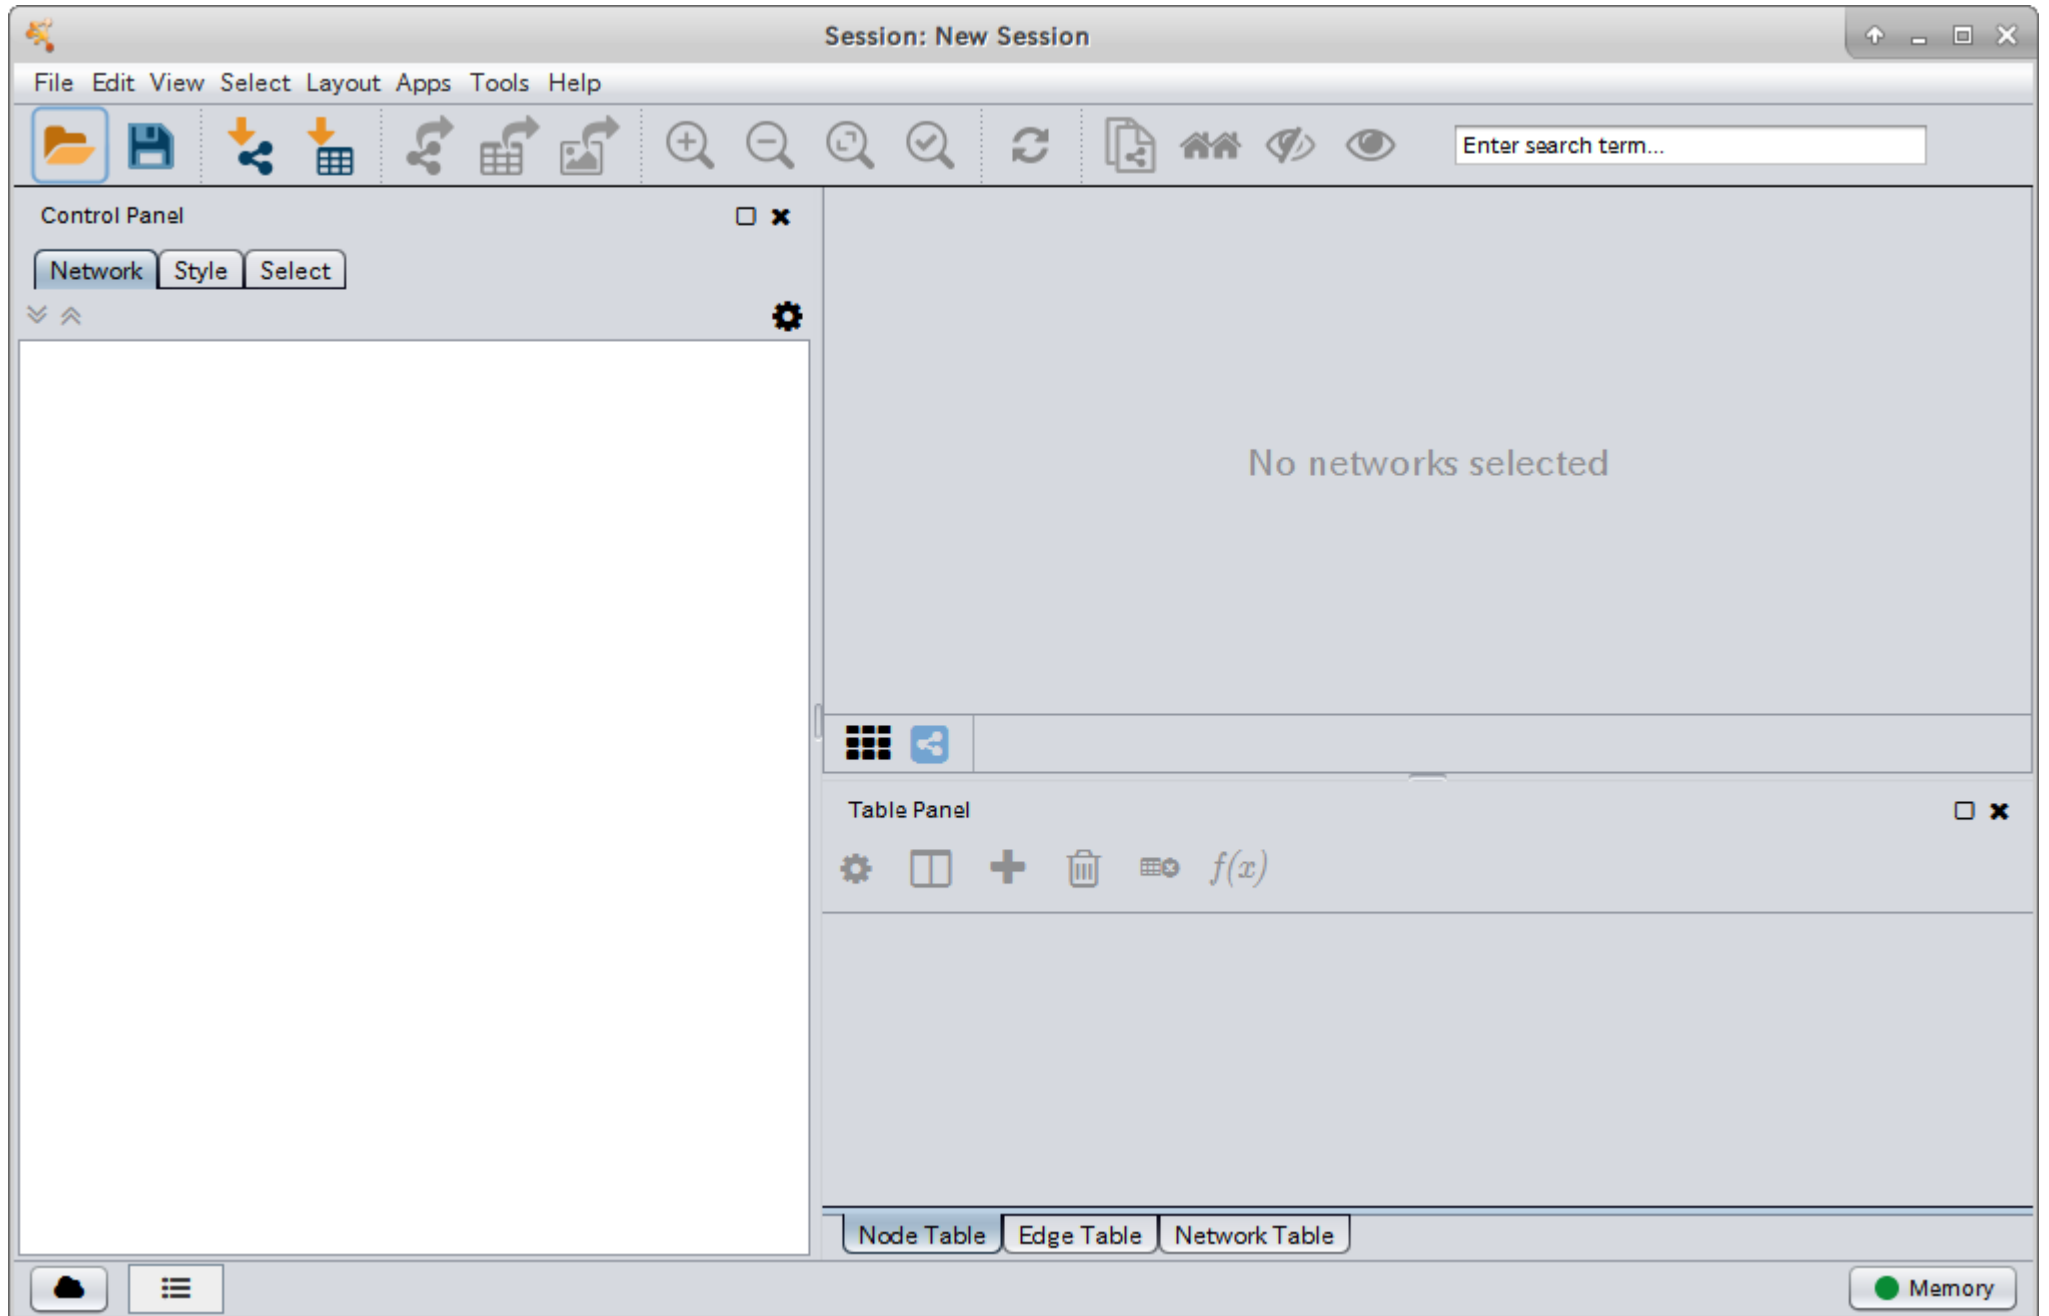 Session: New Session
File Edit View Select Layout Apps Tools Help
Enter search term...
Control Panel
Network Style Select
No networks selected
Table Panel
f(x)
Node Table Edge Table Network Table
Memory